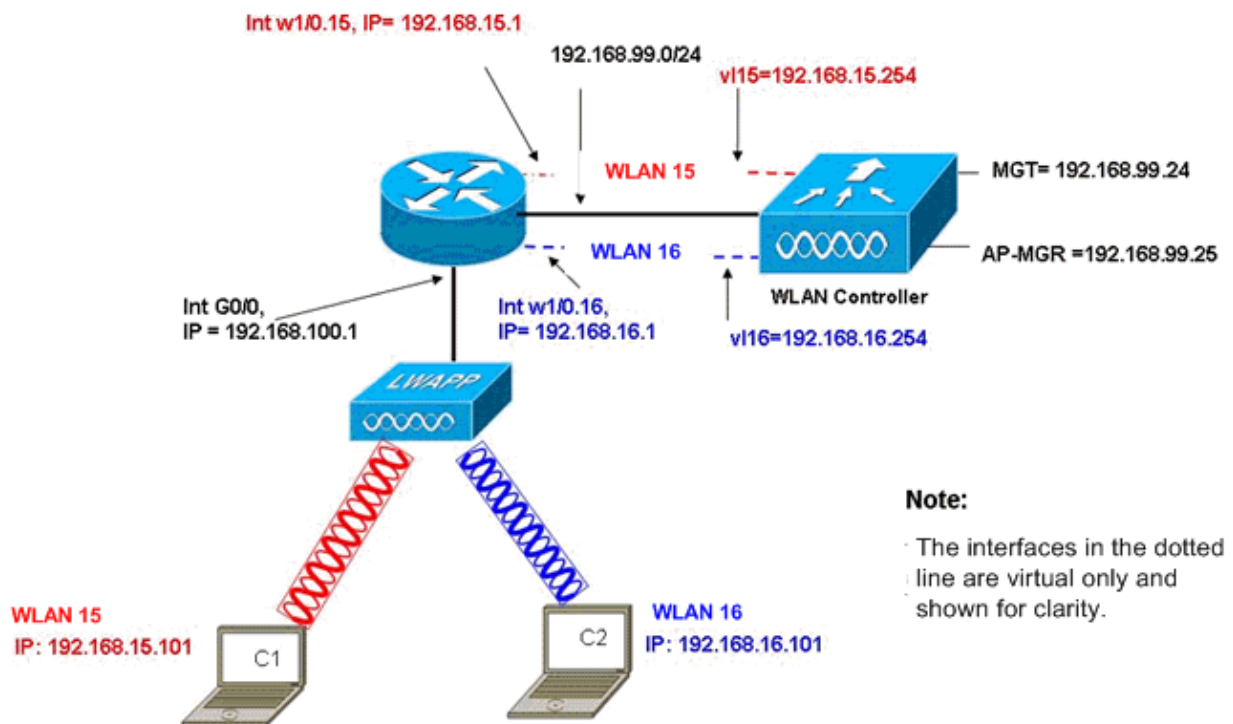 Int w1/0.15, IP= 192.168.15.1
192.168.99.0/24
vl15=192.168.15.254
WLAN 15
MGT= 192.168.99.24
WLAN 16
AP-MGR =192.168.99.25
WLAN Controller
Int G0/0,
IP = 192.168.100.1
Int w1/0.16,
IP= 192.168.16.1
vl16=192.168.16.254
LWAPP
Note:
The interfaces in the dotted
line are virtual only and
shown for clarity.
WLAN 15
IP: 192.168.15.101
C1
C2
WLAN 16
IP: 192.168.16.101